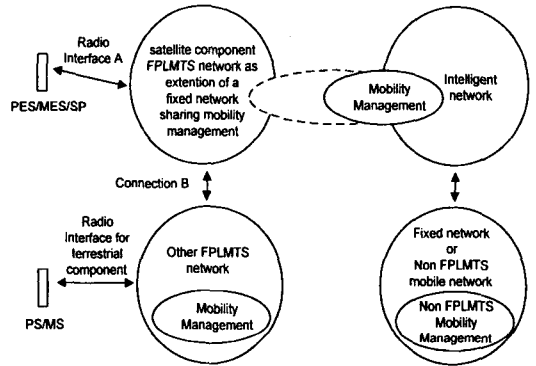 Radio
Interface A
PES/MES/SP
satellite component
FPLMTS network as
extention of a
fixed network
sharing mobility
management
Mobility
Management
Intelligent
network
Connection B
Radio
Interface for
terrestrial
component
PS/MS
Other FPLMTS
network
Mobility
Management
Fixed network
or
Non FPLMTS
mobile network
Non FPLMTS
Mobility
Management